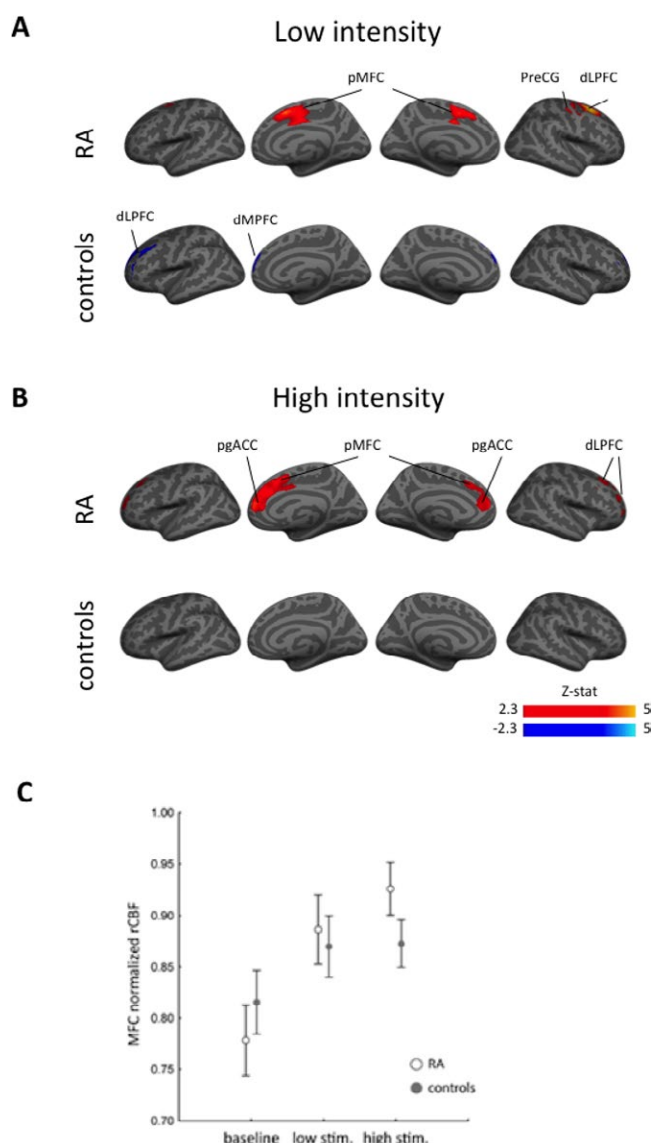 A
Low intensity
pMFC
PreCG dLPFC
RA
dLPFC
dMPFC
controls
B
High intensity
pgACC pMFC pgACC dLPFC
RA
controls
Z-stat
2.3 5
-2.3 5
C
1.00
0.95
0.90
0.85
0.80
0.75
0.70
MFC normalized rCBF
RA
controls
baseline low stim. high stim.